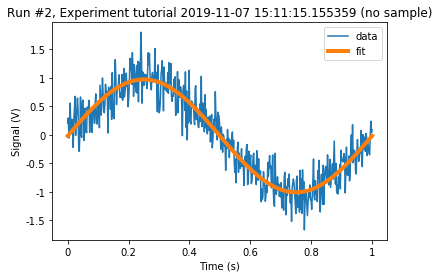 Run #2, Experiment tutorial 2019-11-07 15:11:15.155359 (no sample)
data
fit
Signal (V)
1.5
1
0.5
0
-0.5
-1
-1.5
0
0.2
0.4
0.6
0.8
1
Time (s)